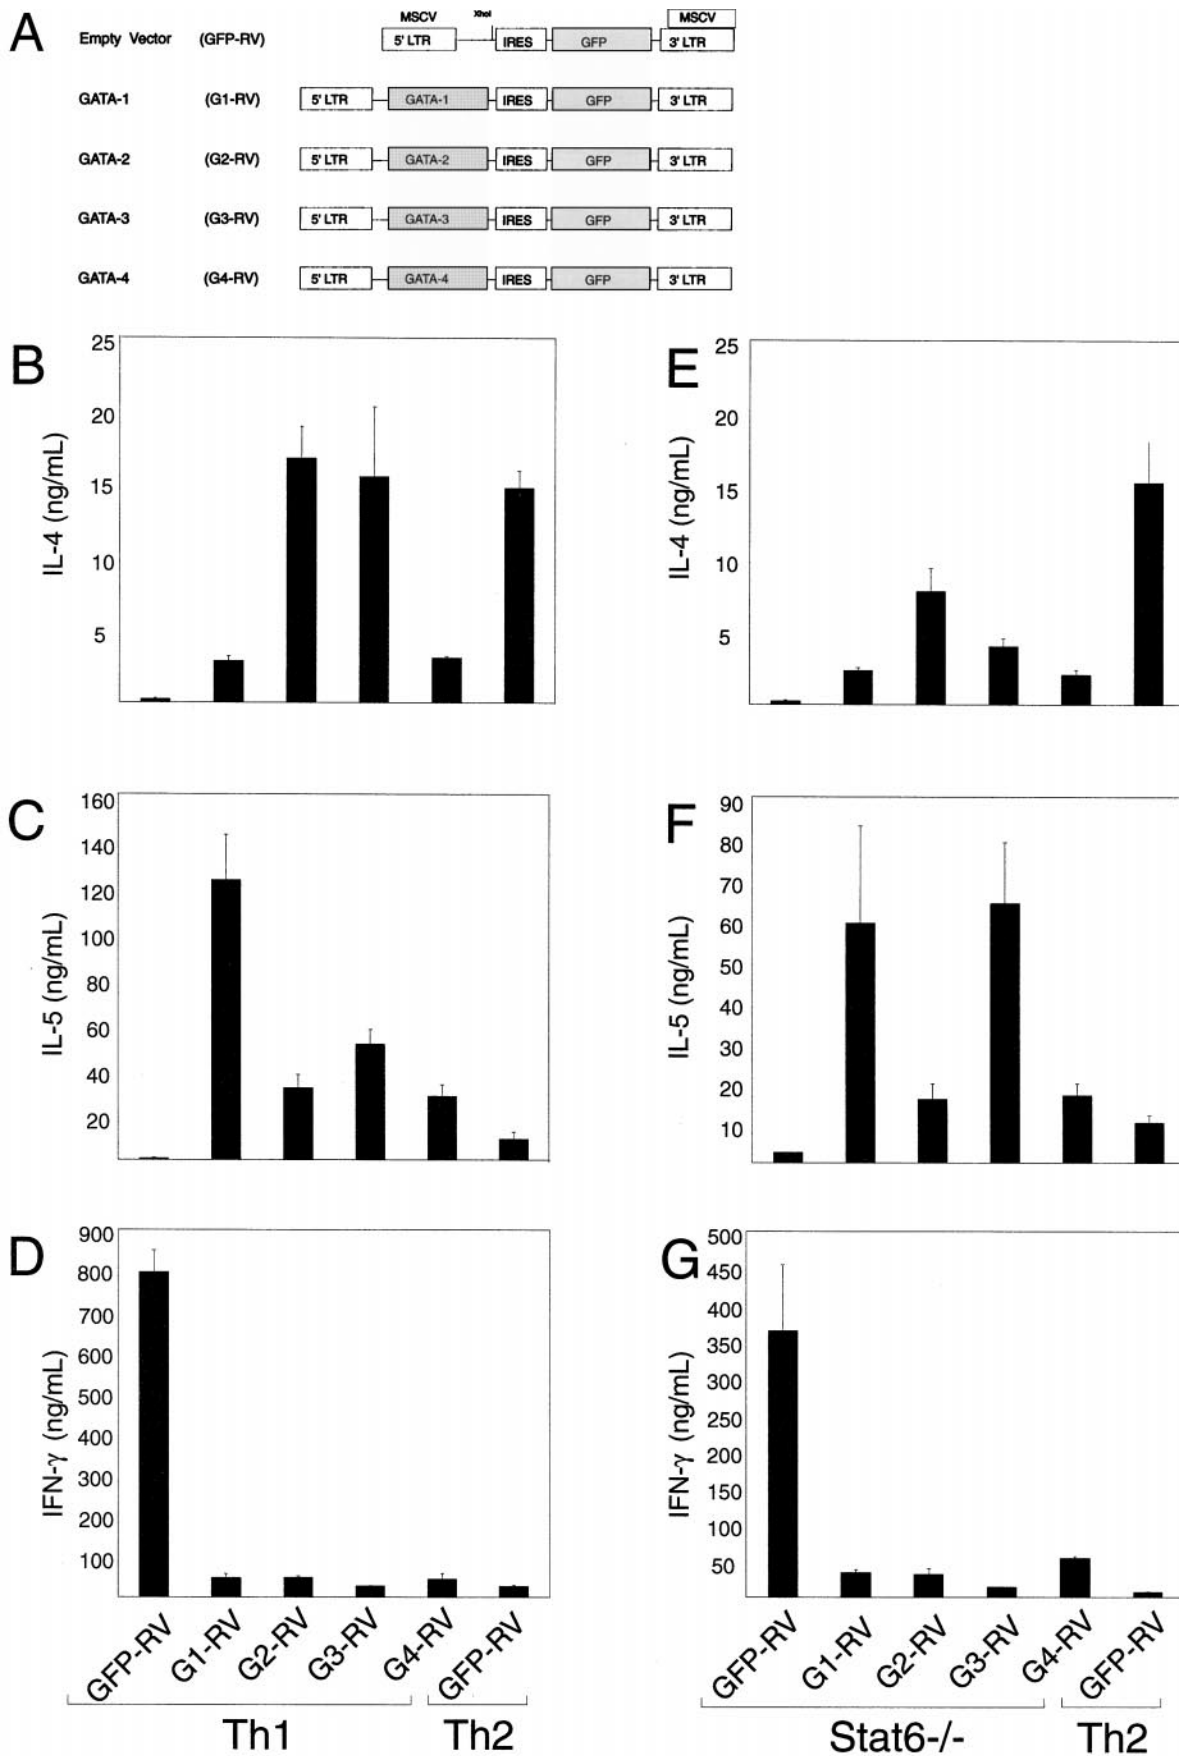 A
MSCV XhoI MSCV
Empty Vector (GFP-RV) 5' LTR IRES GFP 3' LTR
GATA-1 (G1-RV) 5' LTR GATA-1 IRES GFP 3' LTR
GATA-2 (G2-RV) 5' LTR GATA-2 IRES GFP 3' LTR
GATA-3 (G3-RV) 5' LTR GATA-3 IRES GFP 3' LTR
GATA-4 (G4-RV) 5' LTR GATA-4 IRES GFP 3' LTR
B
IL-4 (ng/mL)
25
20
15
10
5
E
IL-4 (ng/mL)
25
20
15
10
5
C
IL-5 (ng/mL)
160
140
120
100
80
60
40
20
F
IL-5 (ng/mL)
90
80
70
60
50
40
30
20
10
D
IFN-γ (ng/mL)
900
800
700
600
500
400
300
200
100
GFP-RV
G1-RV
G2-RV
G3-RV
G4-RV
GFP-RV
Th1 Th2
G
IFN-γ (ng/mL)
500
450
400
350
300
250
200
150
100
50
GFP-RV
G1-RV
G2-RV
G3-RV
G4-RV
GFP-RV
Stat6-/- Th2